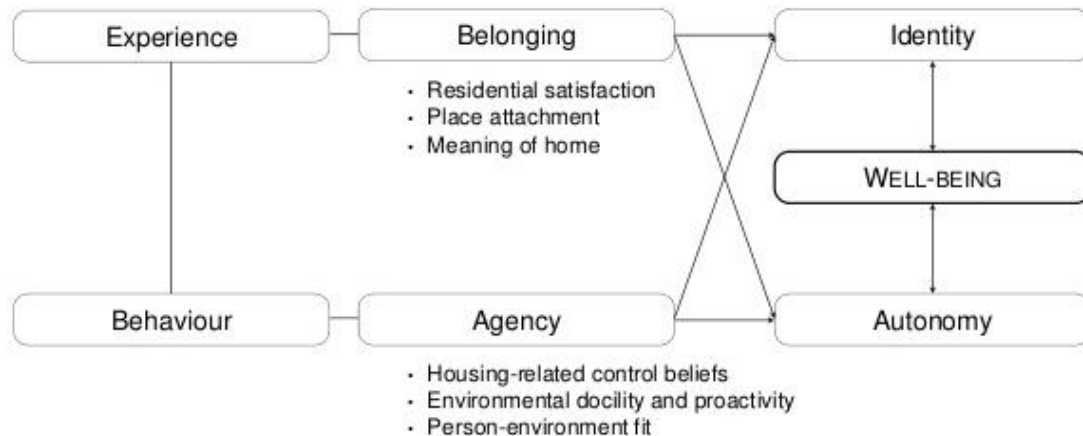 Experience
Belonging
Identity
• Residential satisfaction
• Place attachment
• Meaning of home
WELL-BEING
Behaviour
Agency
Autonomy
• Housing-related control beliefs
• Environmental docility and proactivity
• Person-environment fit